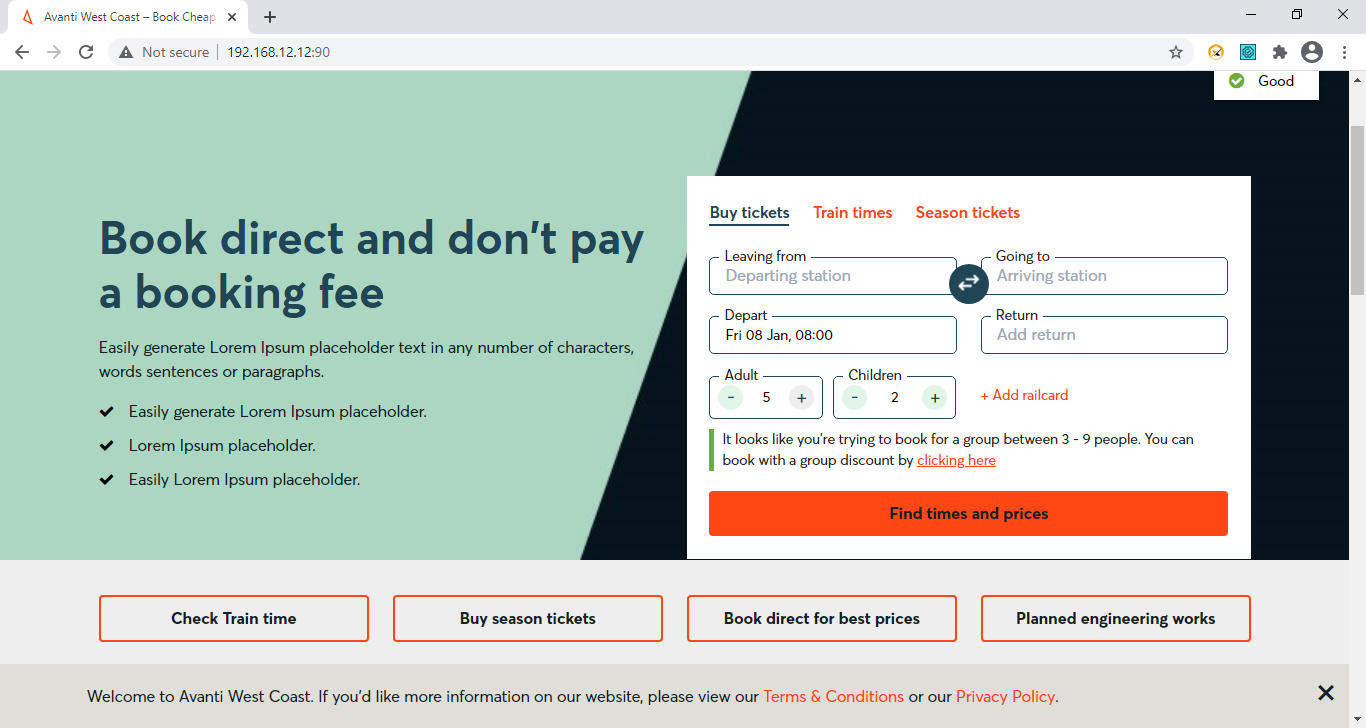 Avanti West Coast – Book Cheap
Not secure
192.168.12.12:90
Good
Book direct and don't pay
a booking fee
Easily generate Lorem Ipsum placeholder text in any number of characters,
words sentences or paragraphs.
Easily generate Lorem Ipsum placeholder.
Lorem Ipsum placeholder.
Easily Lorem Ipsum placeholder.
Buy tickets Train times Season tickets
Leaving from Going to
Departing station Arriving station
Depart Return
Fri 08 Jan, 08:00 Add return
Adult Children
- 5 + - 2 + + Add railcard
It looks like you're trying to book for a group between 3 - 9 people. You can
book with a group discount by clicking here
Find times and prices
Check Train time Buy season tickets Book direct for best prices Planned engineering works
Welcome to Avanti West Coast. If you'd like more information on our website, please view our Terms & Conditions or our Privacy Policy.